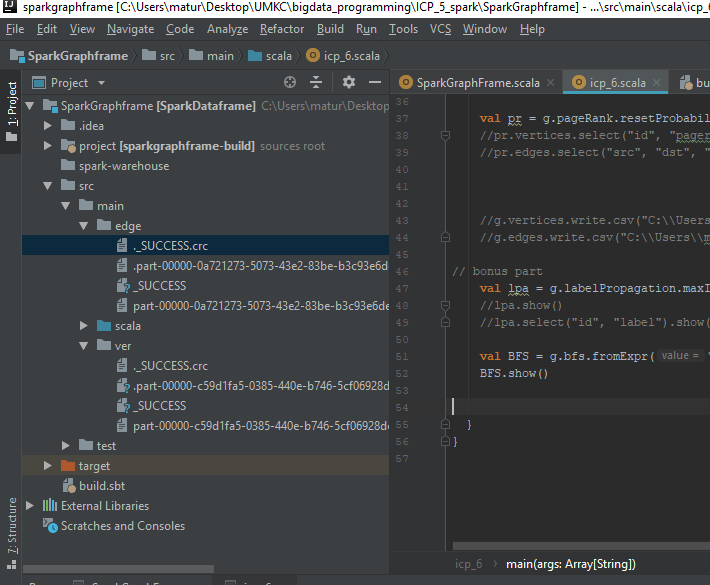 sparkgraphframe [C:\Users\matur\Desktop\UMKC\bigdata_programming\ICP_5_spark\SparkGraphframe] - ...\src\main\scala\icp_6
File Edit View Navigate Code Analyze Refactor Build Run Tools VCS Window Help
SparkGraphframe src main scala icp_6.scala
1: Project
7: Structure
Project
SparkGraphframe [SparkDataframe] C:\Users\matur\Desktop
.idea
project [sparkgraphframe-build] sources root
spark-warehouse
src
main
edge
._SUCCESS.crc
.part-00000-0a721273-5073-43e2-83be-b3c93e6d
_SUCCESS
part-00000-0a721273-5073-43e2-83be-b3c93e6de
scala
ver
._SUCCESS.crc
.part-00000-c59d1fa5-0385-440e-b746-5cf06928d
_SUCCESS
part-00000-c59d1fa5-0385-440e-b746-5cf06928d
test
target
build.sbt
External Libraries
Scratches and Consoles
SparkGraphFrame.scala icp_6.scala bu
36
37 val pr = g.pageRank.resetProbabil
38 //pr.vertices.select("id", "pager
39 //pr.edges.select("src", "dst", "
40
41
42
43 //g.vertices.write.csv("C:\\Users
44 //g.edges.write.csv("C:\\Users\\m
45
46 // bonus part
47 val lpa = g.labelPropagation.maxI
48 //lpa.show()
49 //lpa.select("id", "label").show(
50
51 val BFS = g.bfs.fromExpr( value = "
52 BFS.show()
53
54
55 }
56 }
57
icp_6 main(args: Array[String])